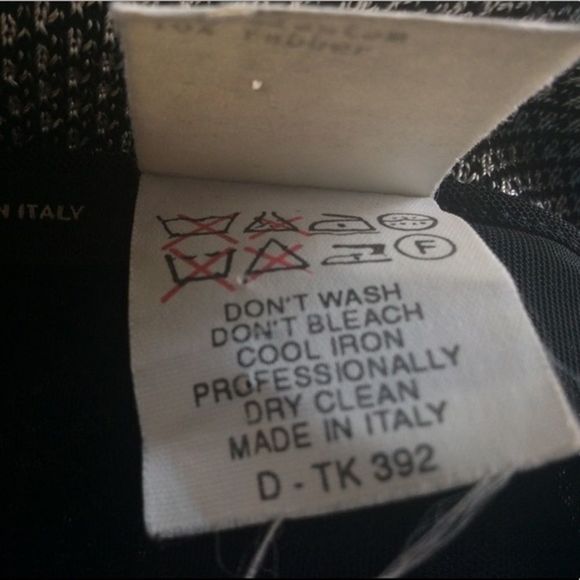 N ITALY
F
DON'T WASH
DON'T BLEACH
COOL IRON
PROFESSIONALLY
DRY CLEAN
MADE IN ITALY
D - TK 392